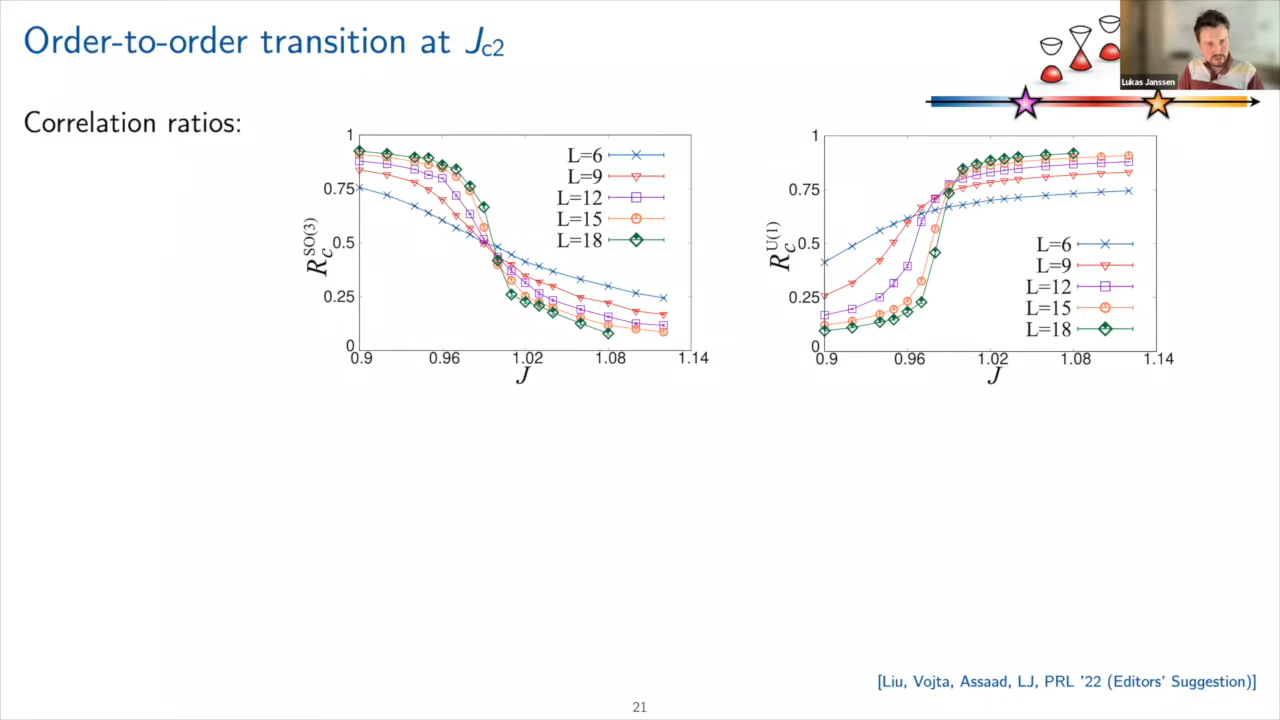 Order-to-order transition at Jc2
Lukas Janssen
Correlation ratios:
1
0.75
0.5
0.25
0
0.9
0.96
1.02
1.08
1.14
R_c^SO(3)
J
L=6
L=9
L=12
L=15
L=18
1
0.75
0.5
0.25
0
0.9
0.96
1.02
1.08
1.14
R_c^U(1)
J
L=6
L=9
L=12
L=15
L=18
[Liu, Vojta, Assaad, LJ, PRL '22 (Editors' Suggestion)]
21